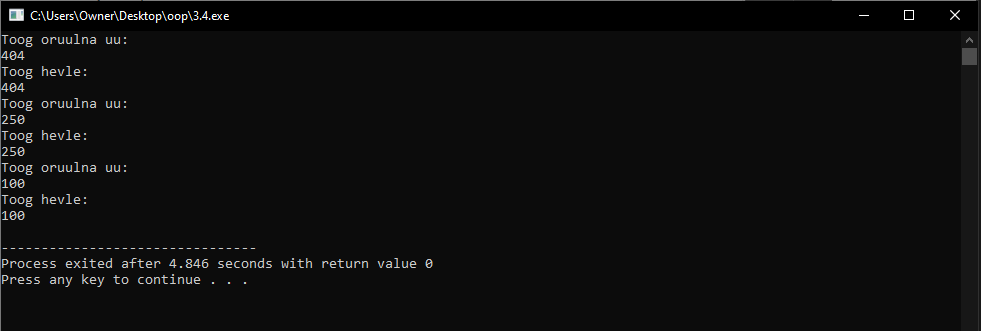 C:\Users\Owner\Desktop\oop\3.4.exe
Toog oruulna uu:
404
Toog hevle:
404
Toog oruulna uu:
250
Toog hevle:
250
Toog oruulna uu:
100
Toog hevle:
100
--------------------------------
Process exited after 4.846 seconds with return value 0
Press any key to continue . . .